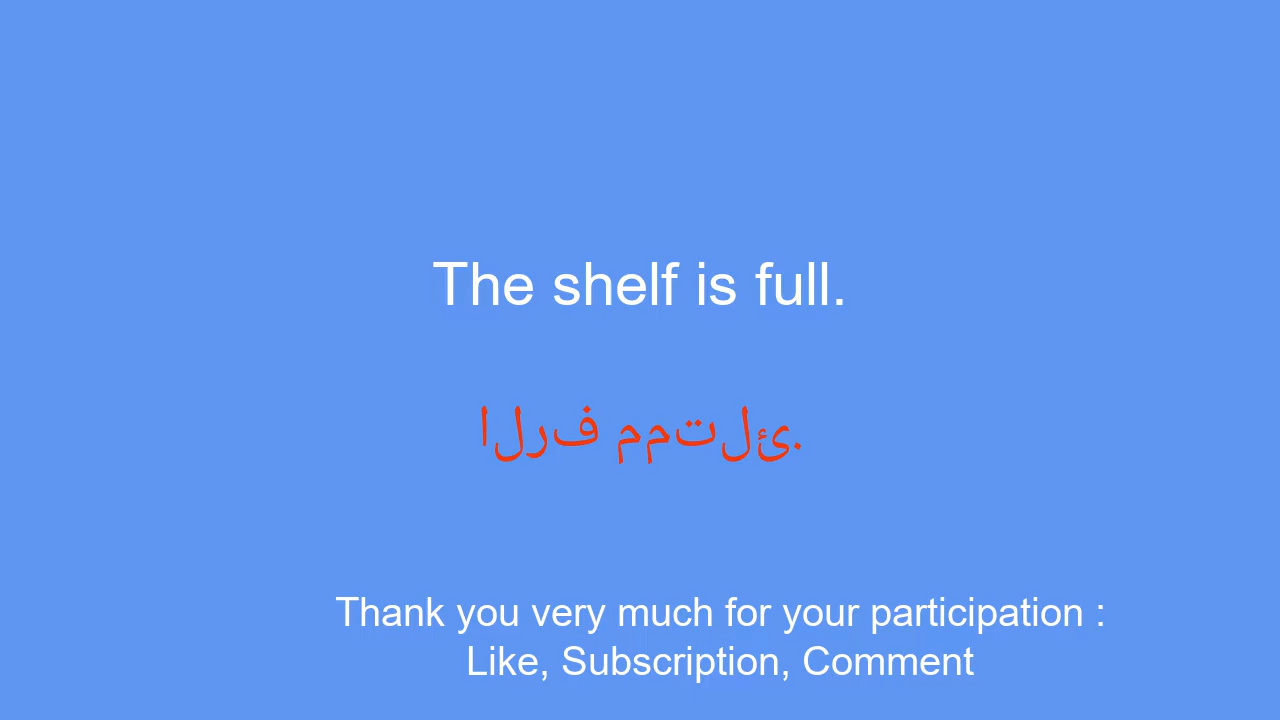 The shelf is full.
الرف ممتلئ.
Thank you very much for your participation :
Like, Subscription, Comment